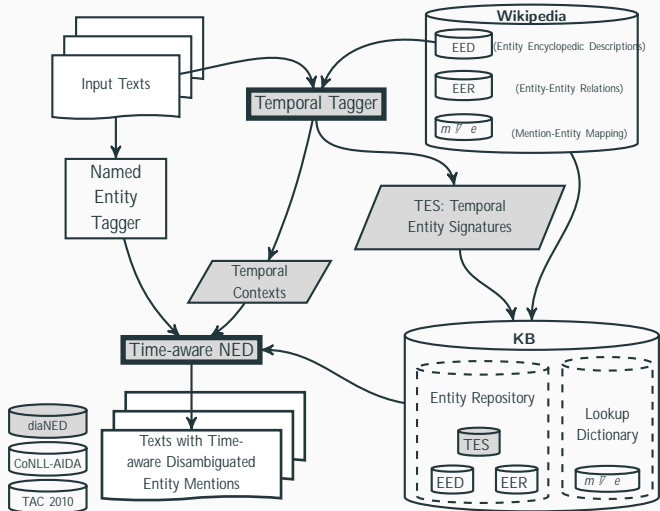 Wikipedia
EED
(Entity Encyclopedic Descriptions)
EER
(Entity-Entity Relations)
m e
(Mention-Entity Mapping)
Input Texts
Temporal Tagger
Named
Entity
Tagger
TES: Temporal
Entity Signatures
Temporal
Contexts
Time-aware NED
KB
Entity Repository
TES
EED
EER
Lookup
Dictionary
m e
Texts with Time-
aware Disambiguated
Entity Mentions
diaNED
CoNLL-AIDA
TAC 2010